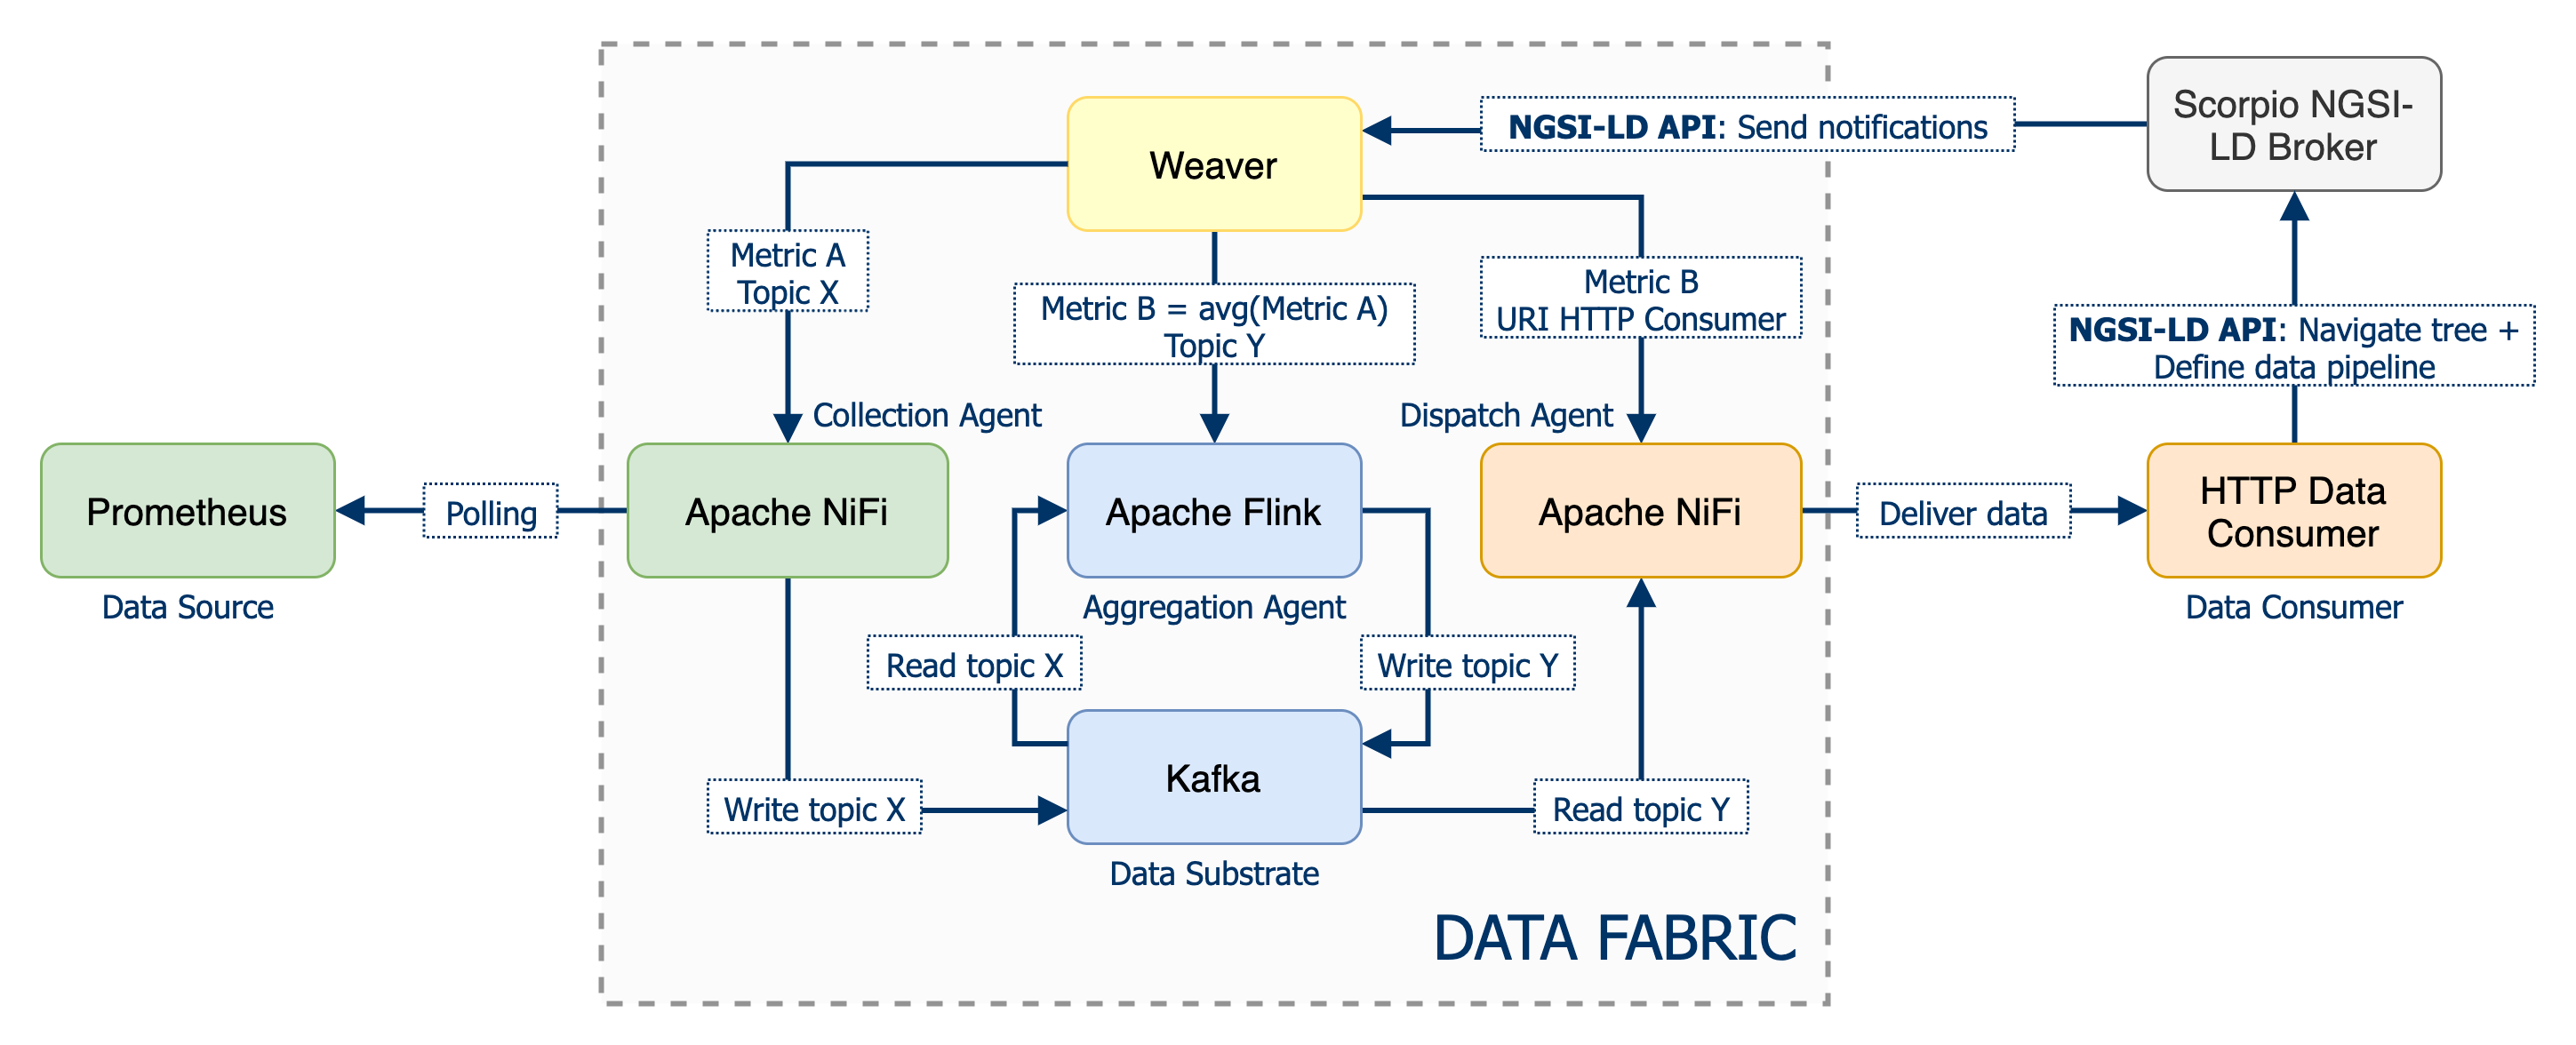 Scorpio NGSI-
LD Broker
NGSI-LD API: Send notifications
Weaver
Metric A
Topic X
Metric B = avg(Metric A)
Topic Y
Metric B
URI HTTP Consumer
NGSI-LD API: Navigate tree +
Define data pipeline
Collection Agent
Dispatch Agent
Prometheus
Polling
Apache NiFi
Apache Flink
Apache NiFi
Deliver data
HTTP Data
Consumer
Data Source
Aggregation Agent
Data Consumer
Read topic X
Write topic Y
Kafka
Write topic X
Read topic Y
Data Substrate
DATA FABRIC